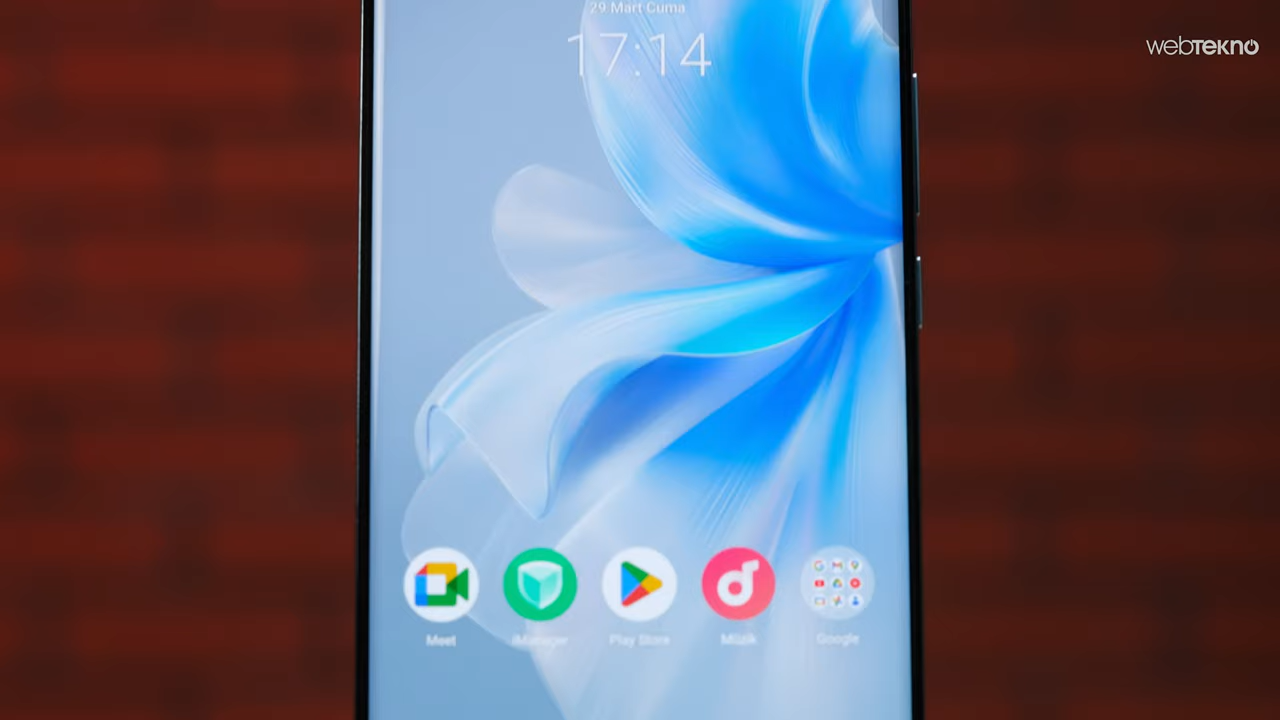 29 Mart Cuma
17:14
webTEKNO
Meet
iManager
Play Store
Müzik
Google